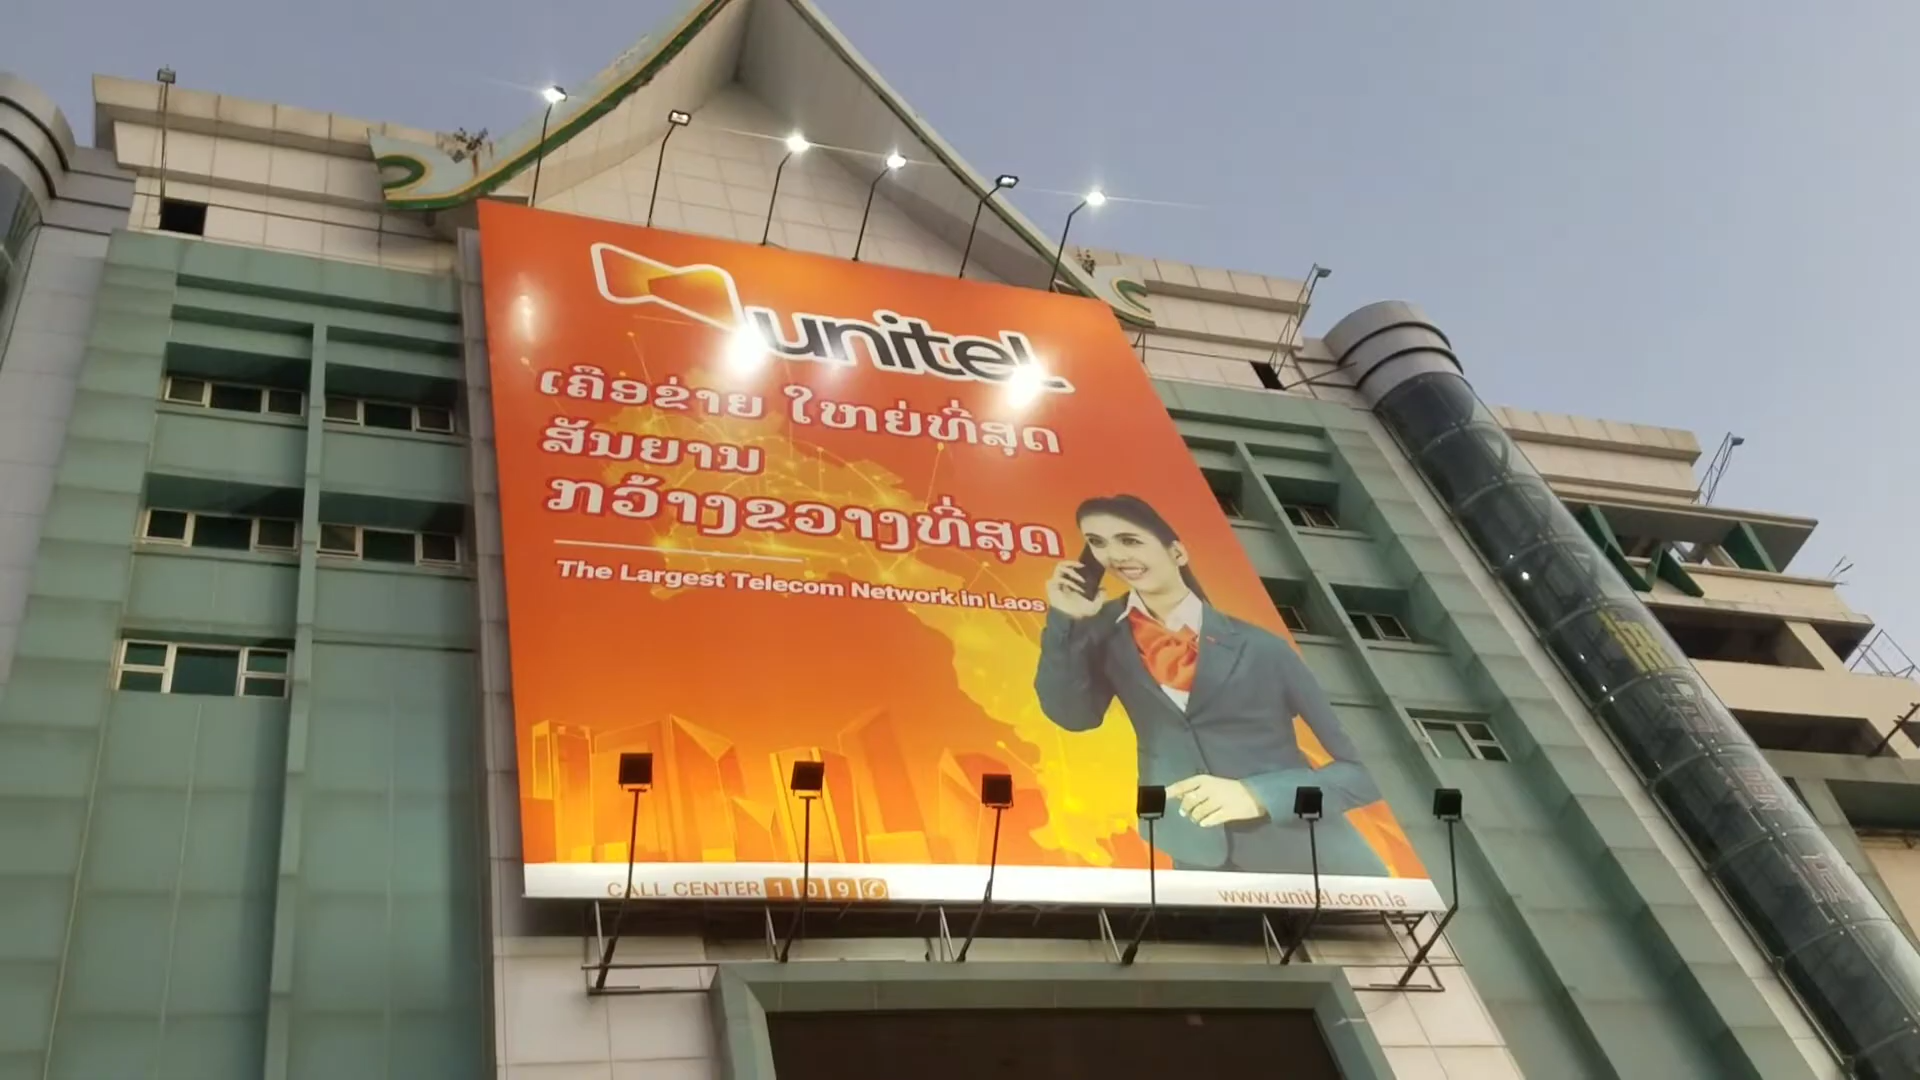 unitel
ເຄືອຂ່າຍ ໃຫຍ່ທີ່ສຸດ
ສັນຍານ
ກວ້າງຂວາງທີ່ສຸດ
The Largest Telecom Network in Laos
CALL CENTER 109
www.unitel.com.la